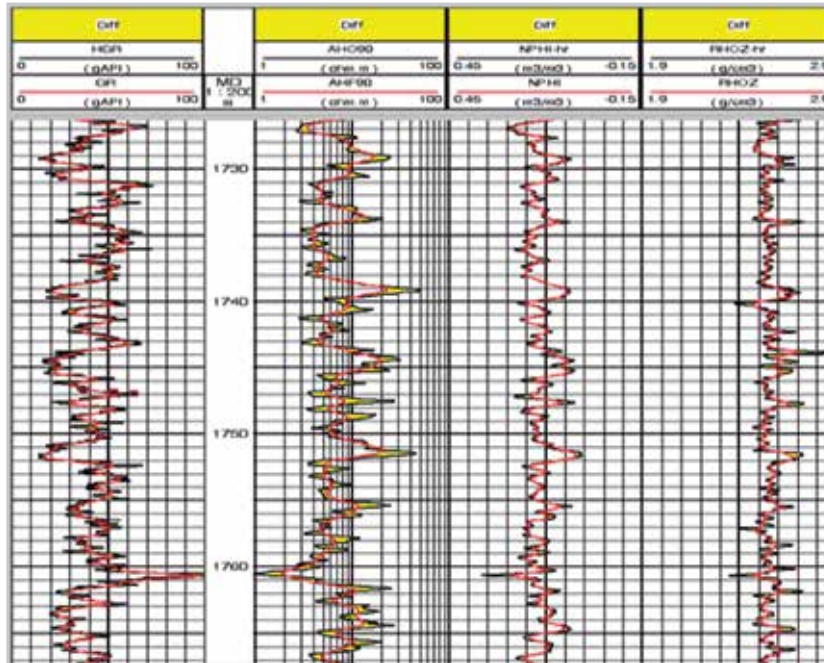 Diff Diff Diff Diff
HGR AHO90 NPHI-hr RHOZ-hr
0 (gAPI) 100 1 (ohm.m) 100 0.45 (m3/m3) -0.15 1.9 (g/cm3)
GR MD AHF90 NPHI RHOZ
0 (gAPI) 100 1 : 200 1 (ohm.m) 100 0.45 (m3/m3) -0.15 1.9 (g/cm3)
m
1730
1740
1750
1760